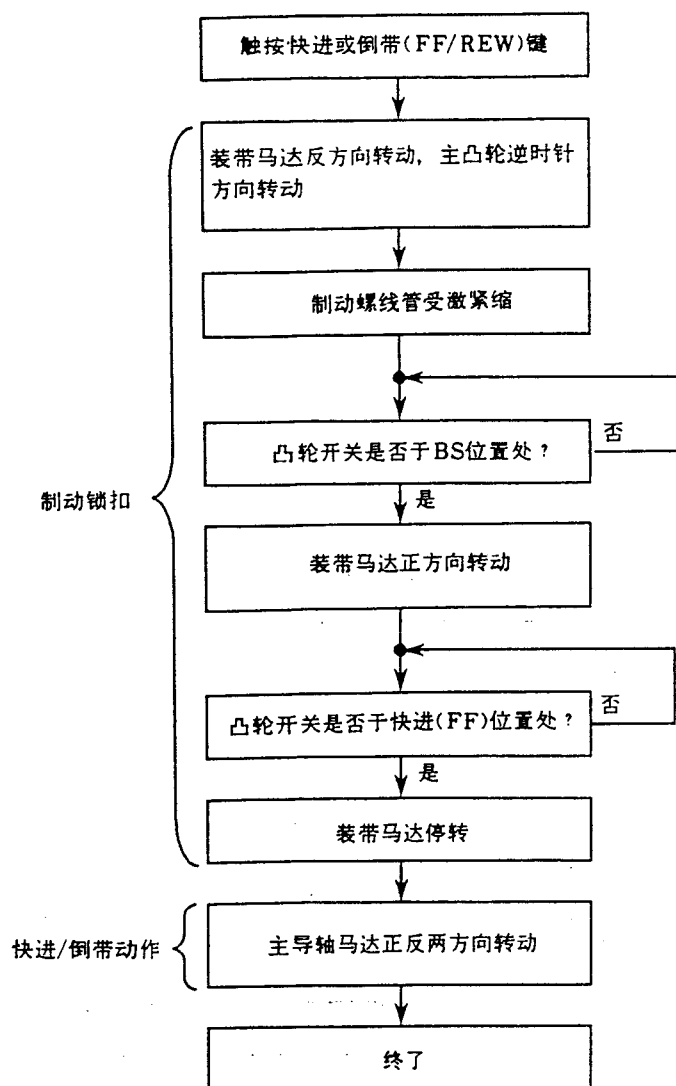 触按快进或倒带(FF/REW)键
装带马达反方向转动，主凸轮逆时针
方向转动
制动螺线管受激紧缩
凸轮开关是否于BS位置处？
否
是
制动锁扣
装带马达正方向转动
凸轮开关是否于快进(FF)位置处？
否
是
装带马达停转
快进/倒带动作
主导轴马达正反两方向转动
终了